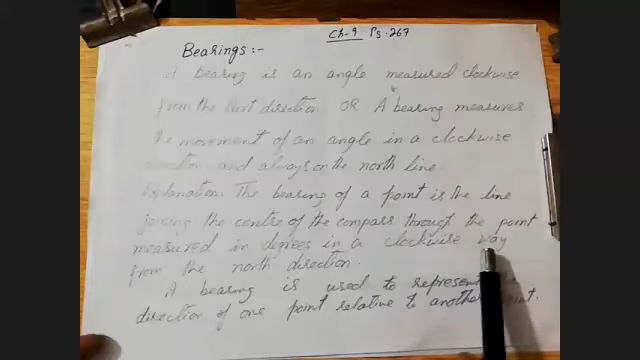 Ch-9 Pg.267
Bearings:-
A bearing is an angle measured clockwise
from the direction OR A bearing measures
the movement of an angle in a clockwise
direction and always on the north line
Explanation: The bearing of a point is the line
joining the centre of the compass through the point
measured in degrees in a clockwise way
from the north direction.
A bearing is used to represent the
direction of one point relative to another point.